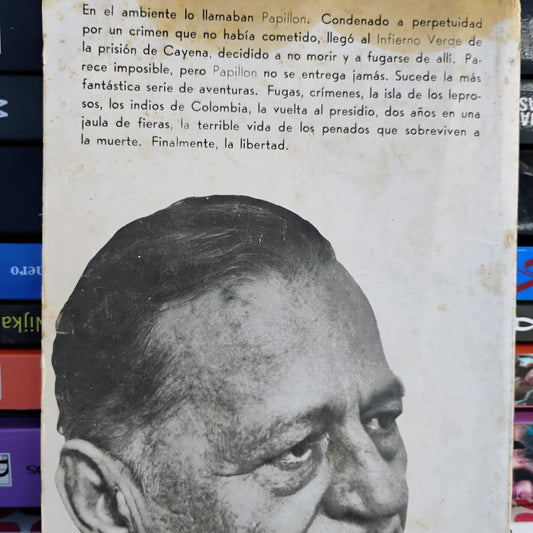 En el ambiente lo llamaban Papillon. Condenado a perpetuidad
por un crimen que no había cometido, llegó al Infierno Verde de
la prisión de Cayena, decidido a no morir y a fugarse de allí. Pa-
rece imposible, pero Papillon no se entrega jamás. Sucede la más
fantástica serie de aventuras. Fugas, crímenes, la isla de los lepro-
sos, los indios de Colombia, la vuelta al presidio, dos años en una
jaula de fieras, la terrible vida de los penados que sobreviven a
la muerte. Finalmente, la libertad.
nero
Nijka